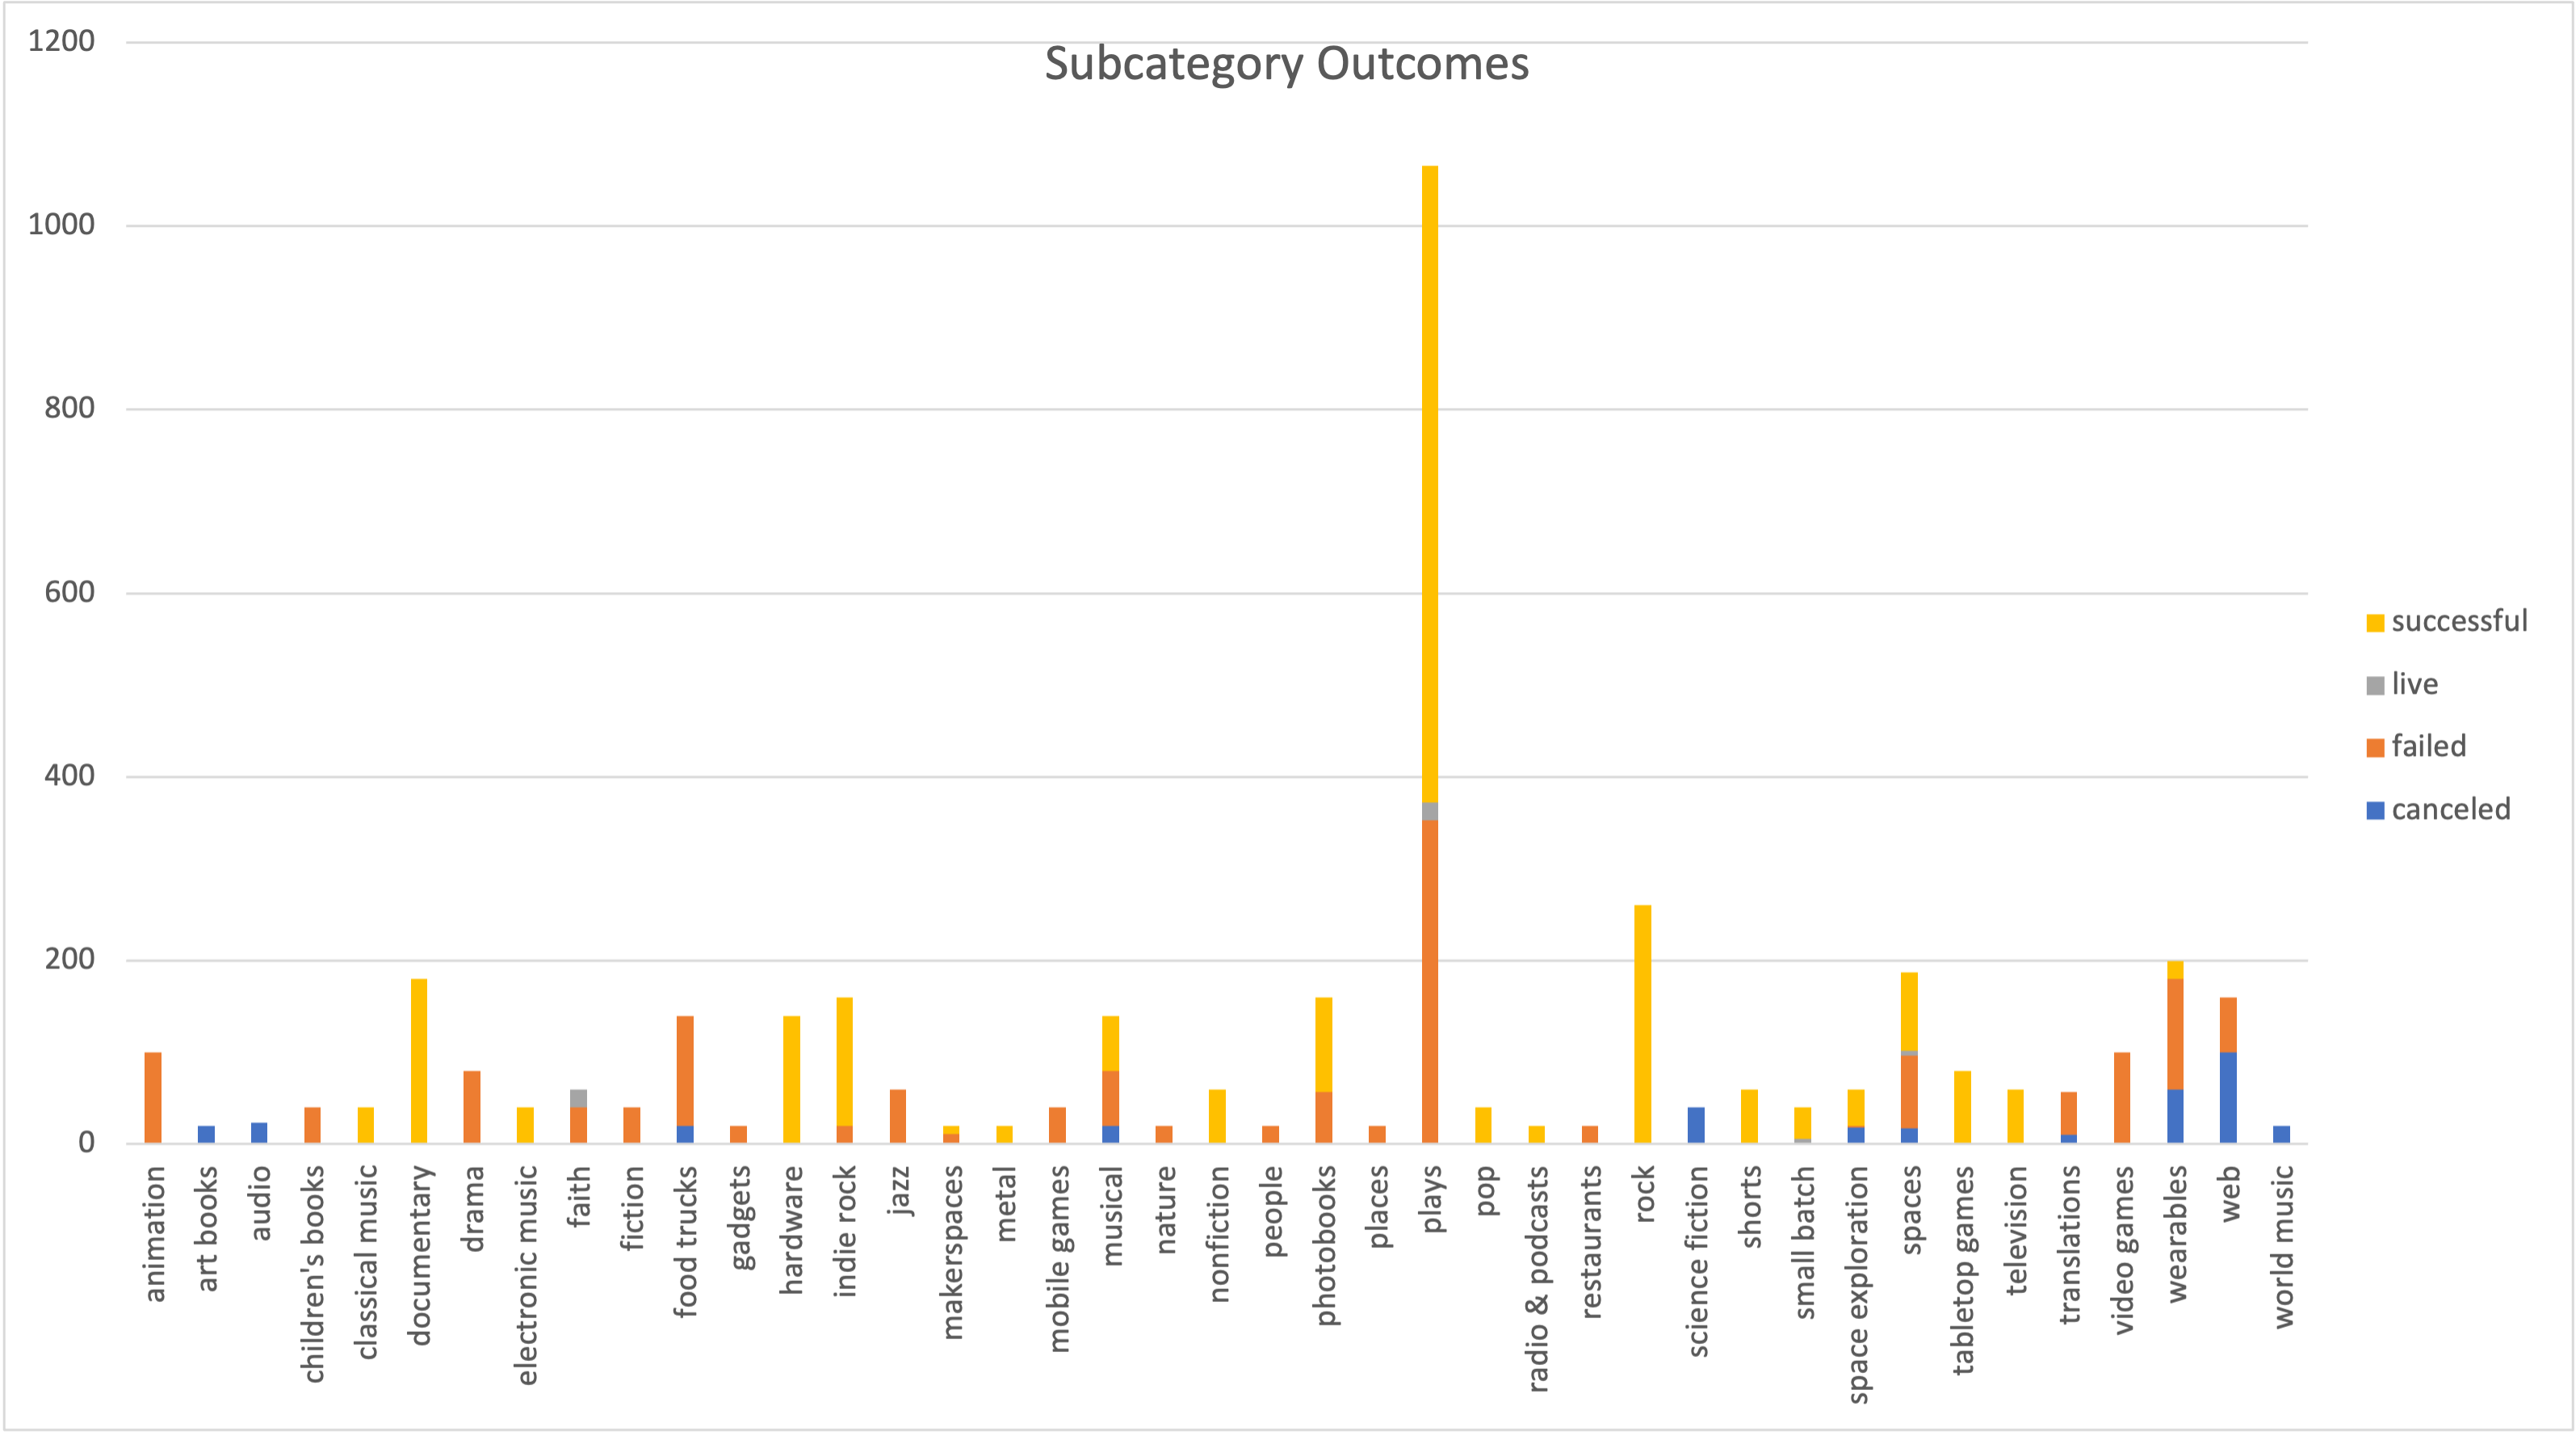 Subcategory Outcomes
1200
1000
800
600
400
200
0
animation
art books
audio
children's books
classical music
documentary
drama
electronic music
faith
fiction
food trucks
gadgets
hardware
indie rock
jazz
makerspaces
metal
mobile games
musical
nature
nonfiction
people
photobooks
places
plays
pop
radio & podcasts
restaurants
rock
science fiction
shorts
small batch
space exploration
spaces
tabletop games
television
translations
video games
wearables
web
world music
successful
live
failed
canceled